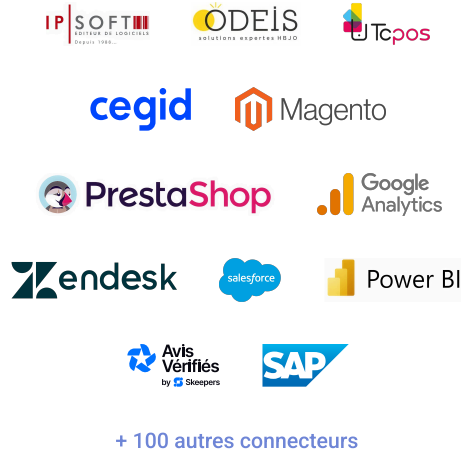 IP SOFT
EDITEUR DE LOGICIELS
Depuis 1986...
ODEIS
solutions expertes HBJO
Tcpos
cegid
Magento
PrestaShop
Google
Analytics
Zendesk
salesforce
Power BI
Avis
Vérifiés
by Skeepers
SAP
+ 100 autres connecteurs